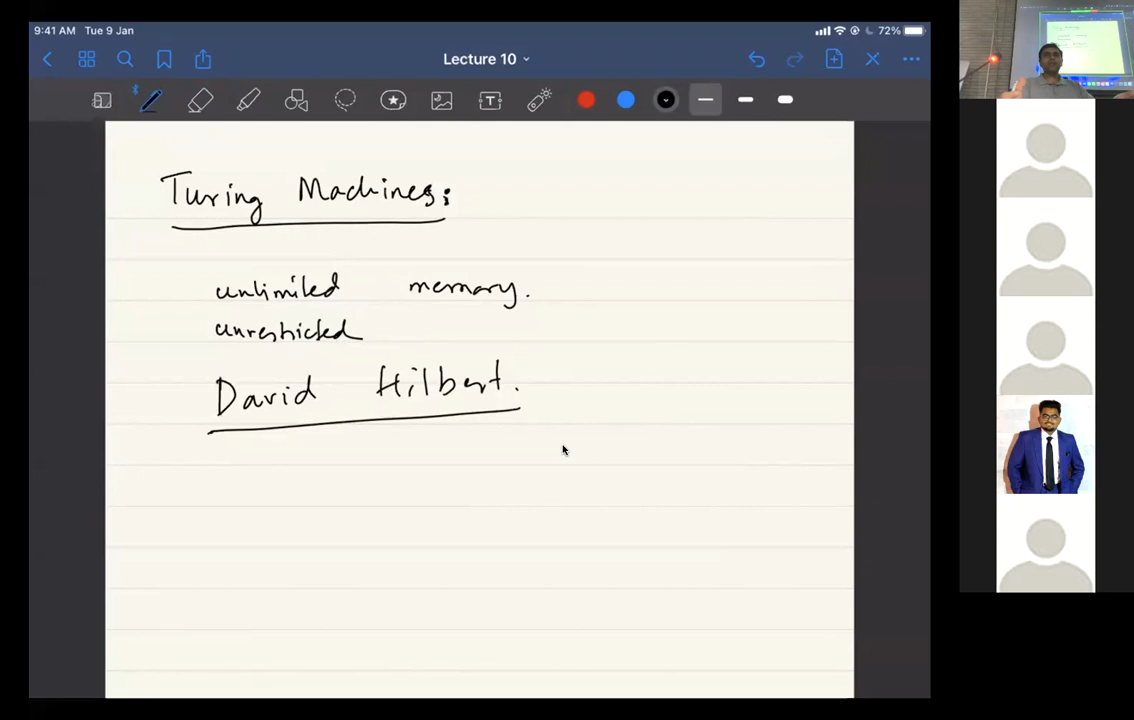 9:41 AM Tue 9 Jan
72%
Lecture 10
Turing Machines:
unlimited memory.
unrestricted
David Hilbert.